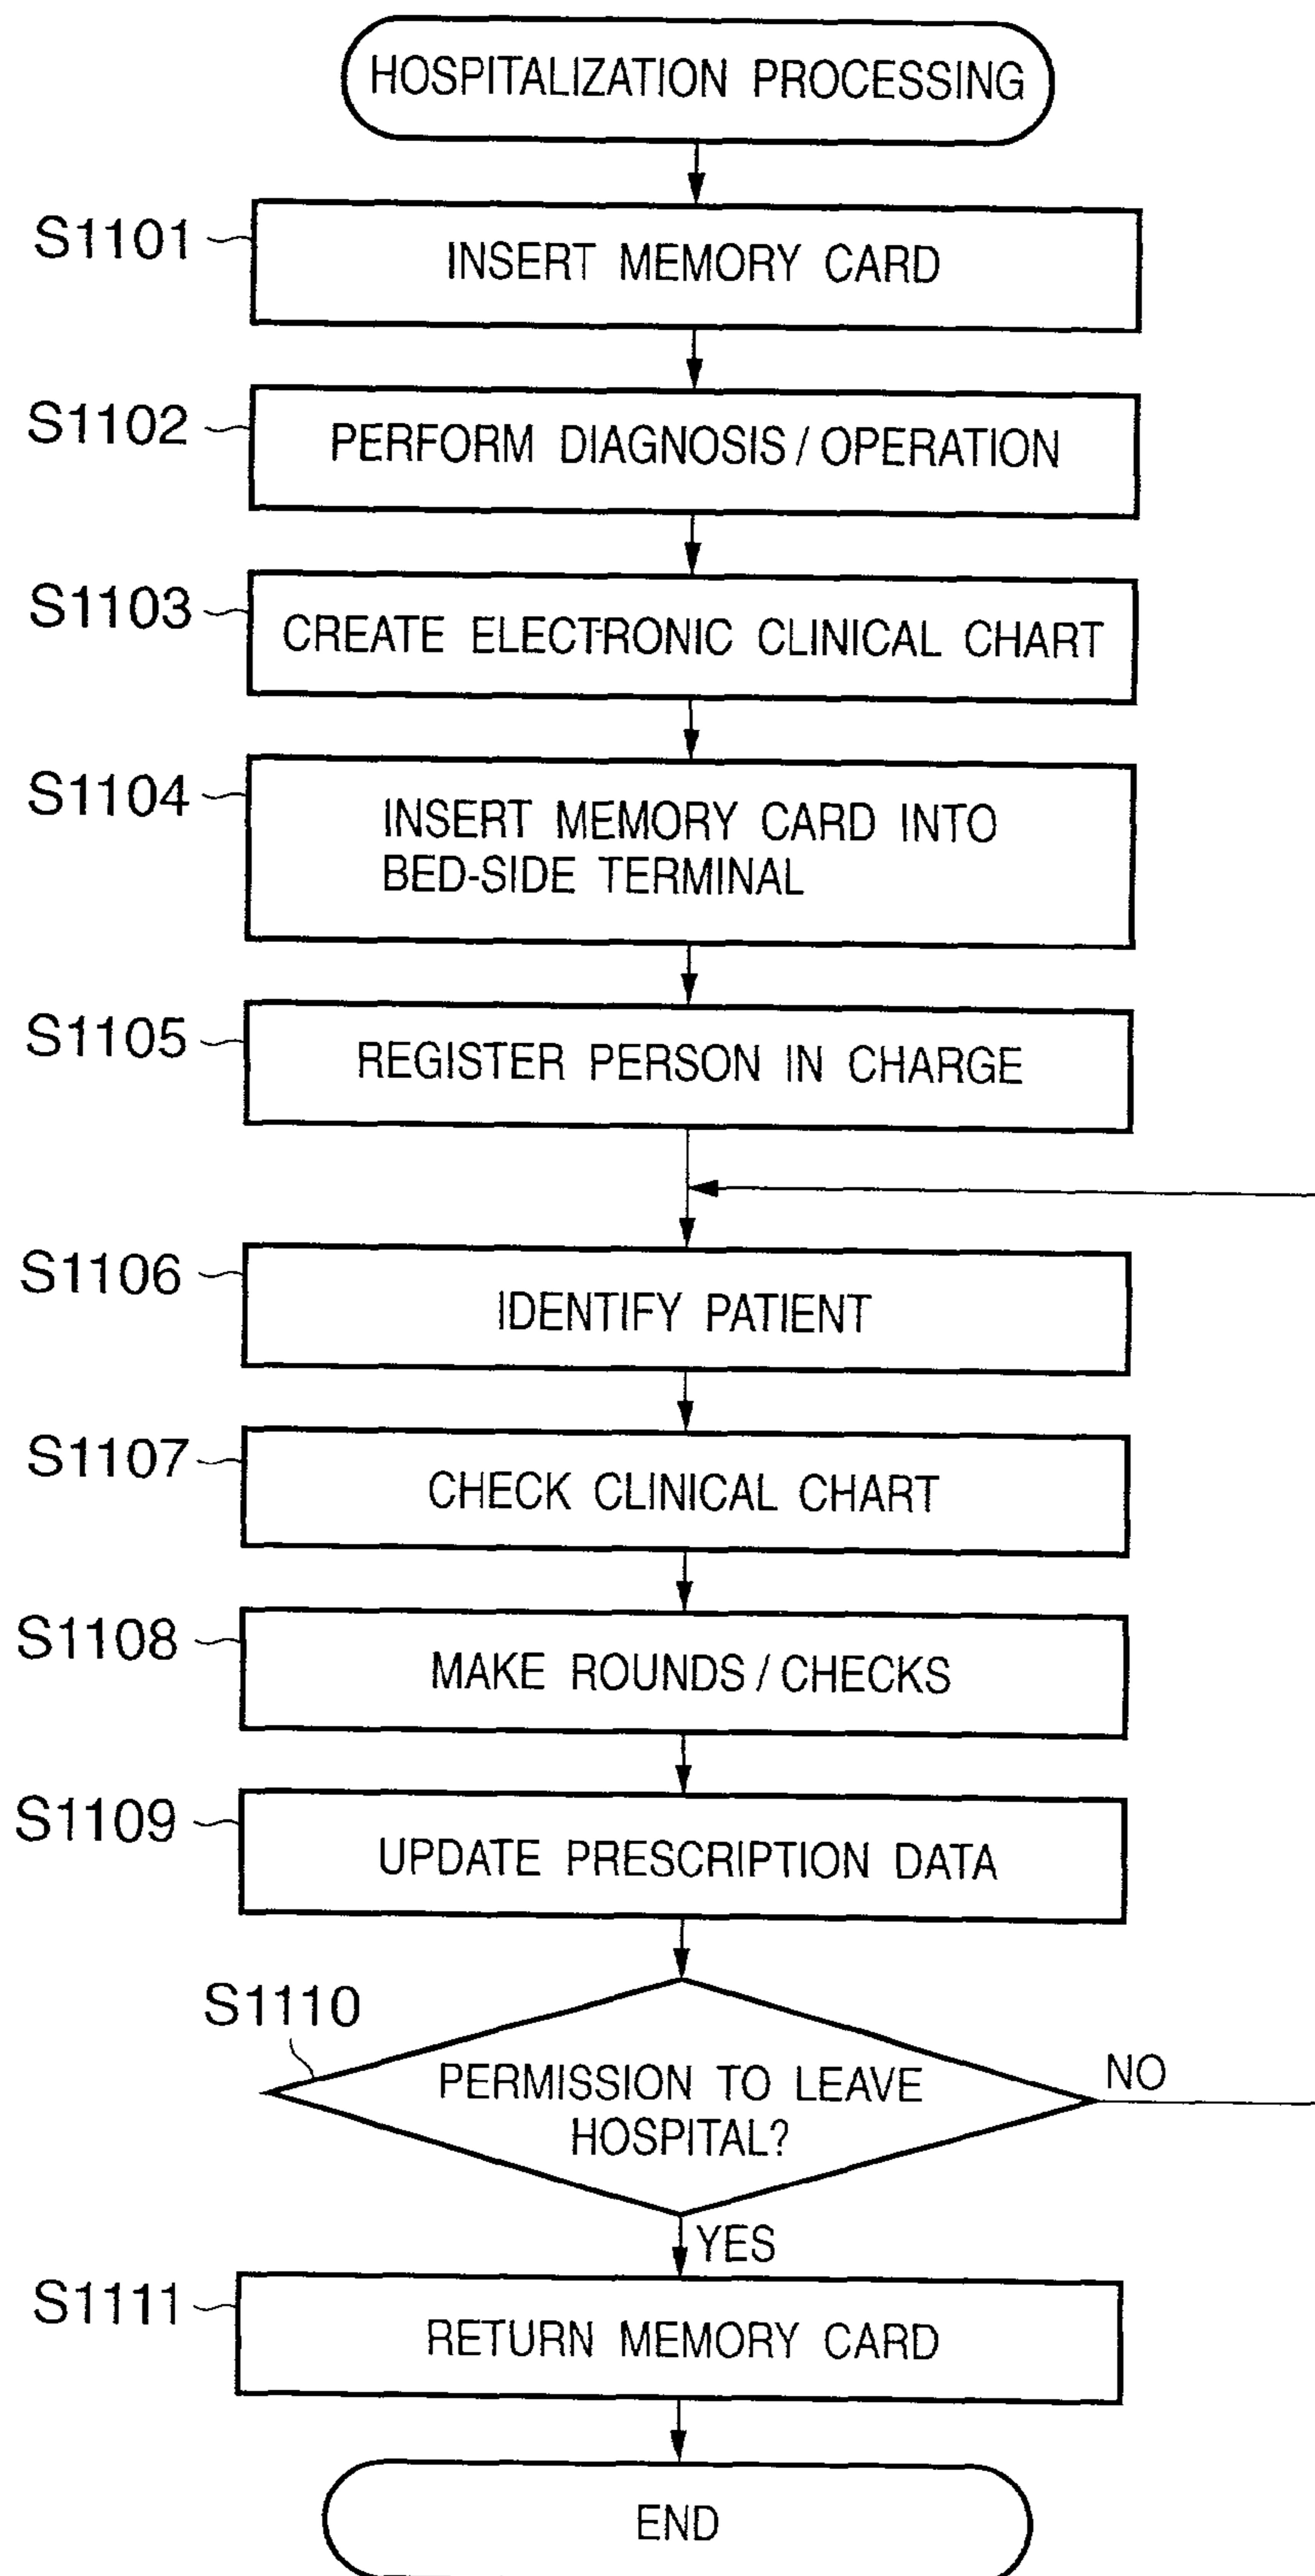 HOSPITALIZATION PROCESSING
S1101
INSERT MEMORY CARD
S1102
PERFORM DIAGNOSIS / OPERATION
S1103
CREATE ELECTRONIC CLINICAL CHART
S1104
INSERT MEMORY CARD INTO
BED-SIDE TERMINAL
S1105
REGISTER PERSON IN CHARGE
S1106
IDENTIFY PATIENT
S1107
CHECK CLINICAL CHART
S1108
MAKE ROUNDS / CHECKS
S1109
UPDATE PRESCRIPTION DATA
S1110
PERMISSION TO LEAVE
HOSPITAL?
NO
YES
S1111
RETURN MEMORY CARD
END